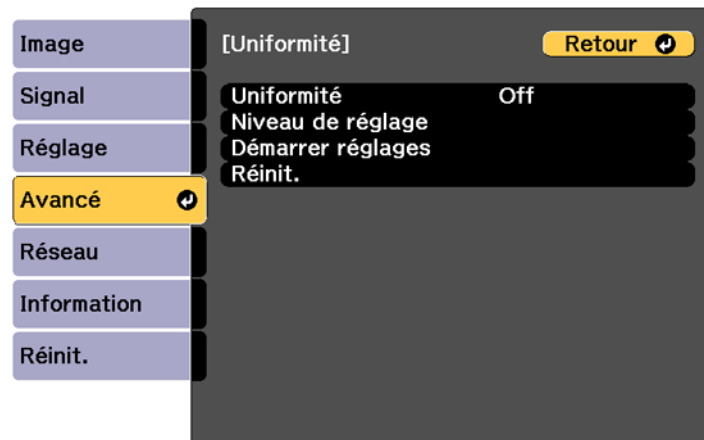 Image
Signal
Réglage
Avancé
Réseau
Information
Réinit.
[Uniformité]
Retour
Uniformité Off
Niveau de réglage
Démarrer réglages
Réinit.